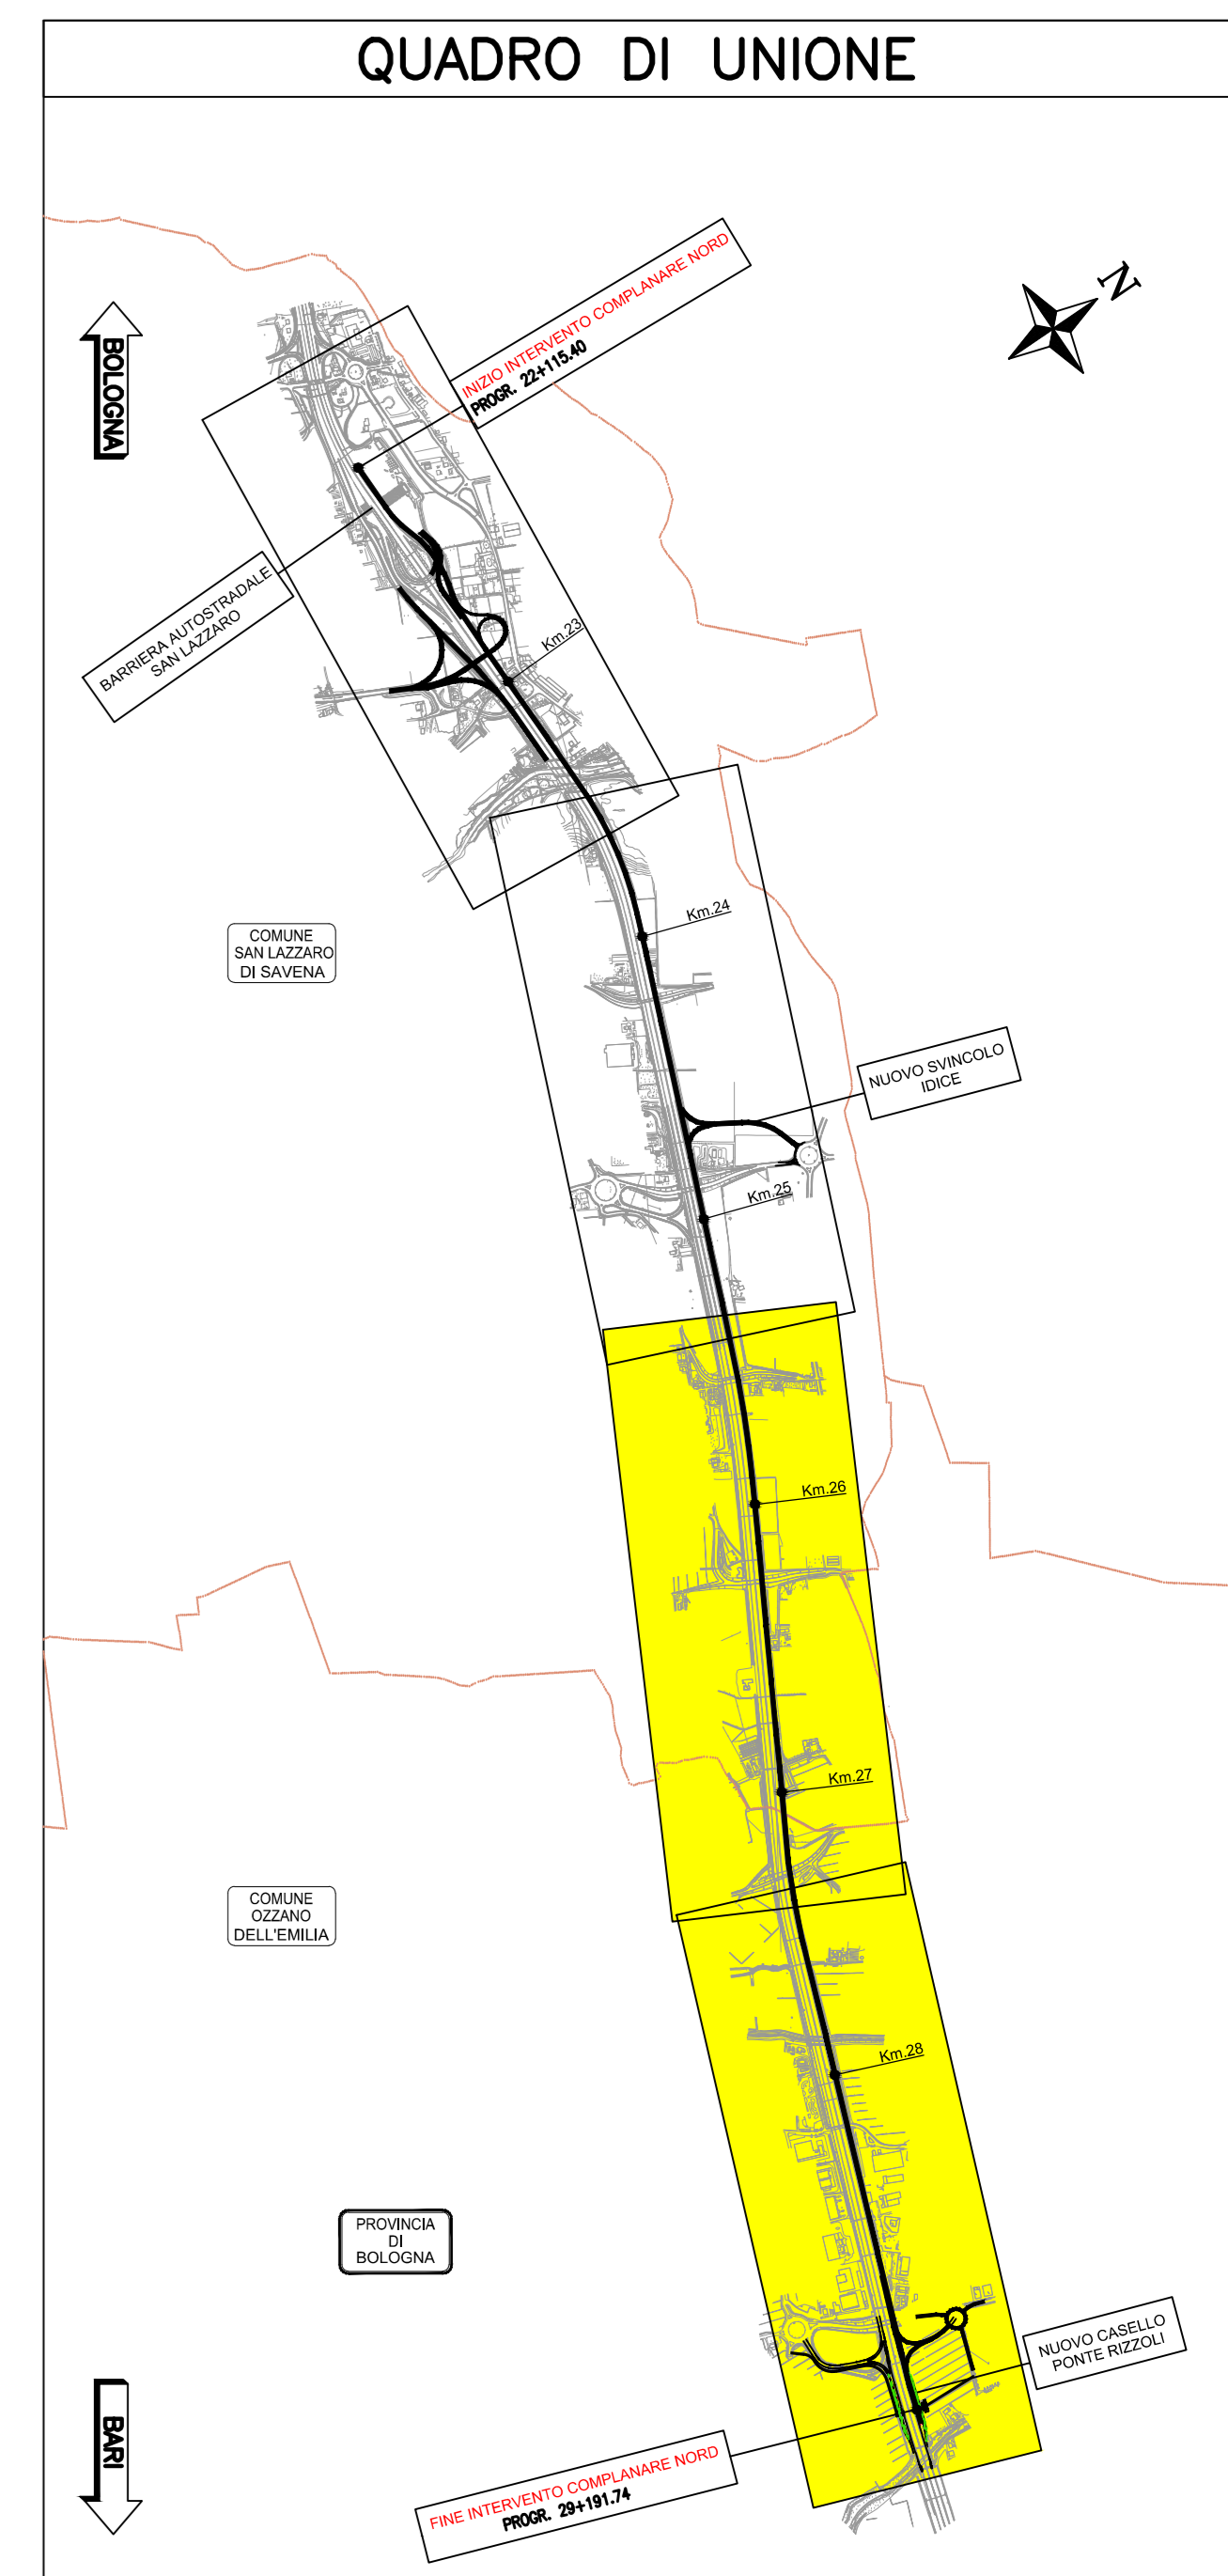 QUADRO DI UNIONE
INIZIO INTERVENTO COMPLANARE NORD
PROGR. 22+115.40
N
BOLOGNA
BARRIERA AUTOSTRADALE
SAN LAZZARO
Km.23
COMUNE
SAN LAZZARO
DI SAVENA
Km.24
NUOVO SVINCOLO
IDICE
Km.25
Km.26
Km.27
COMUNE
OZZANO
DELL'EMILIA
Km.28
PROVINCIA
DI
BOLOGNA
NUOVO CASELLO
PONTE RIZZOLI
BARI
FINE INTERVENTO COMPLANARE NORD
PROGR. 29+191.74